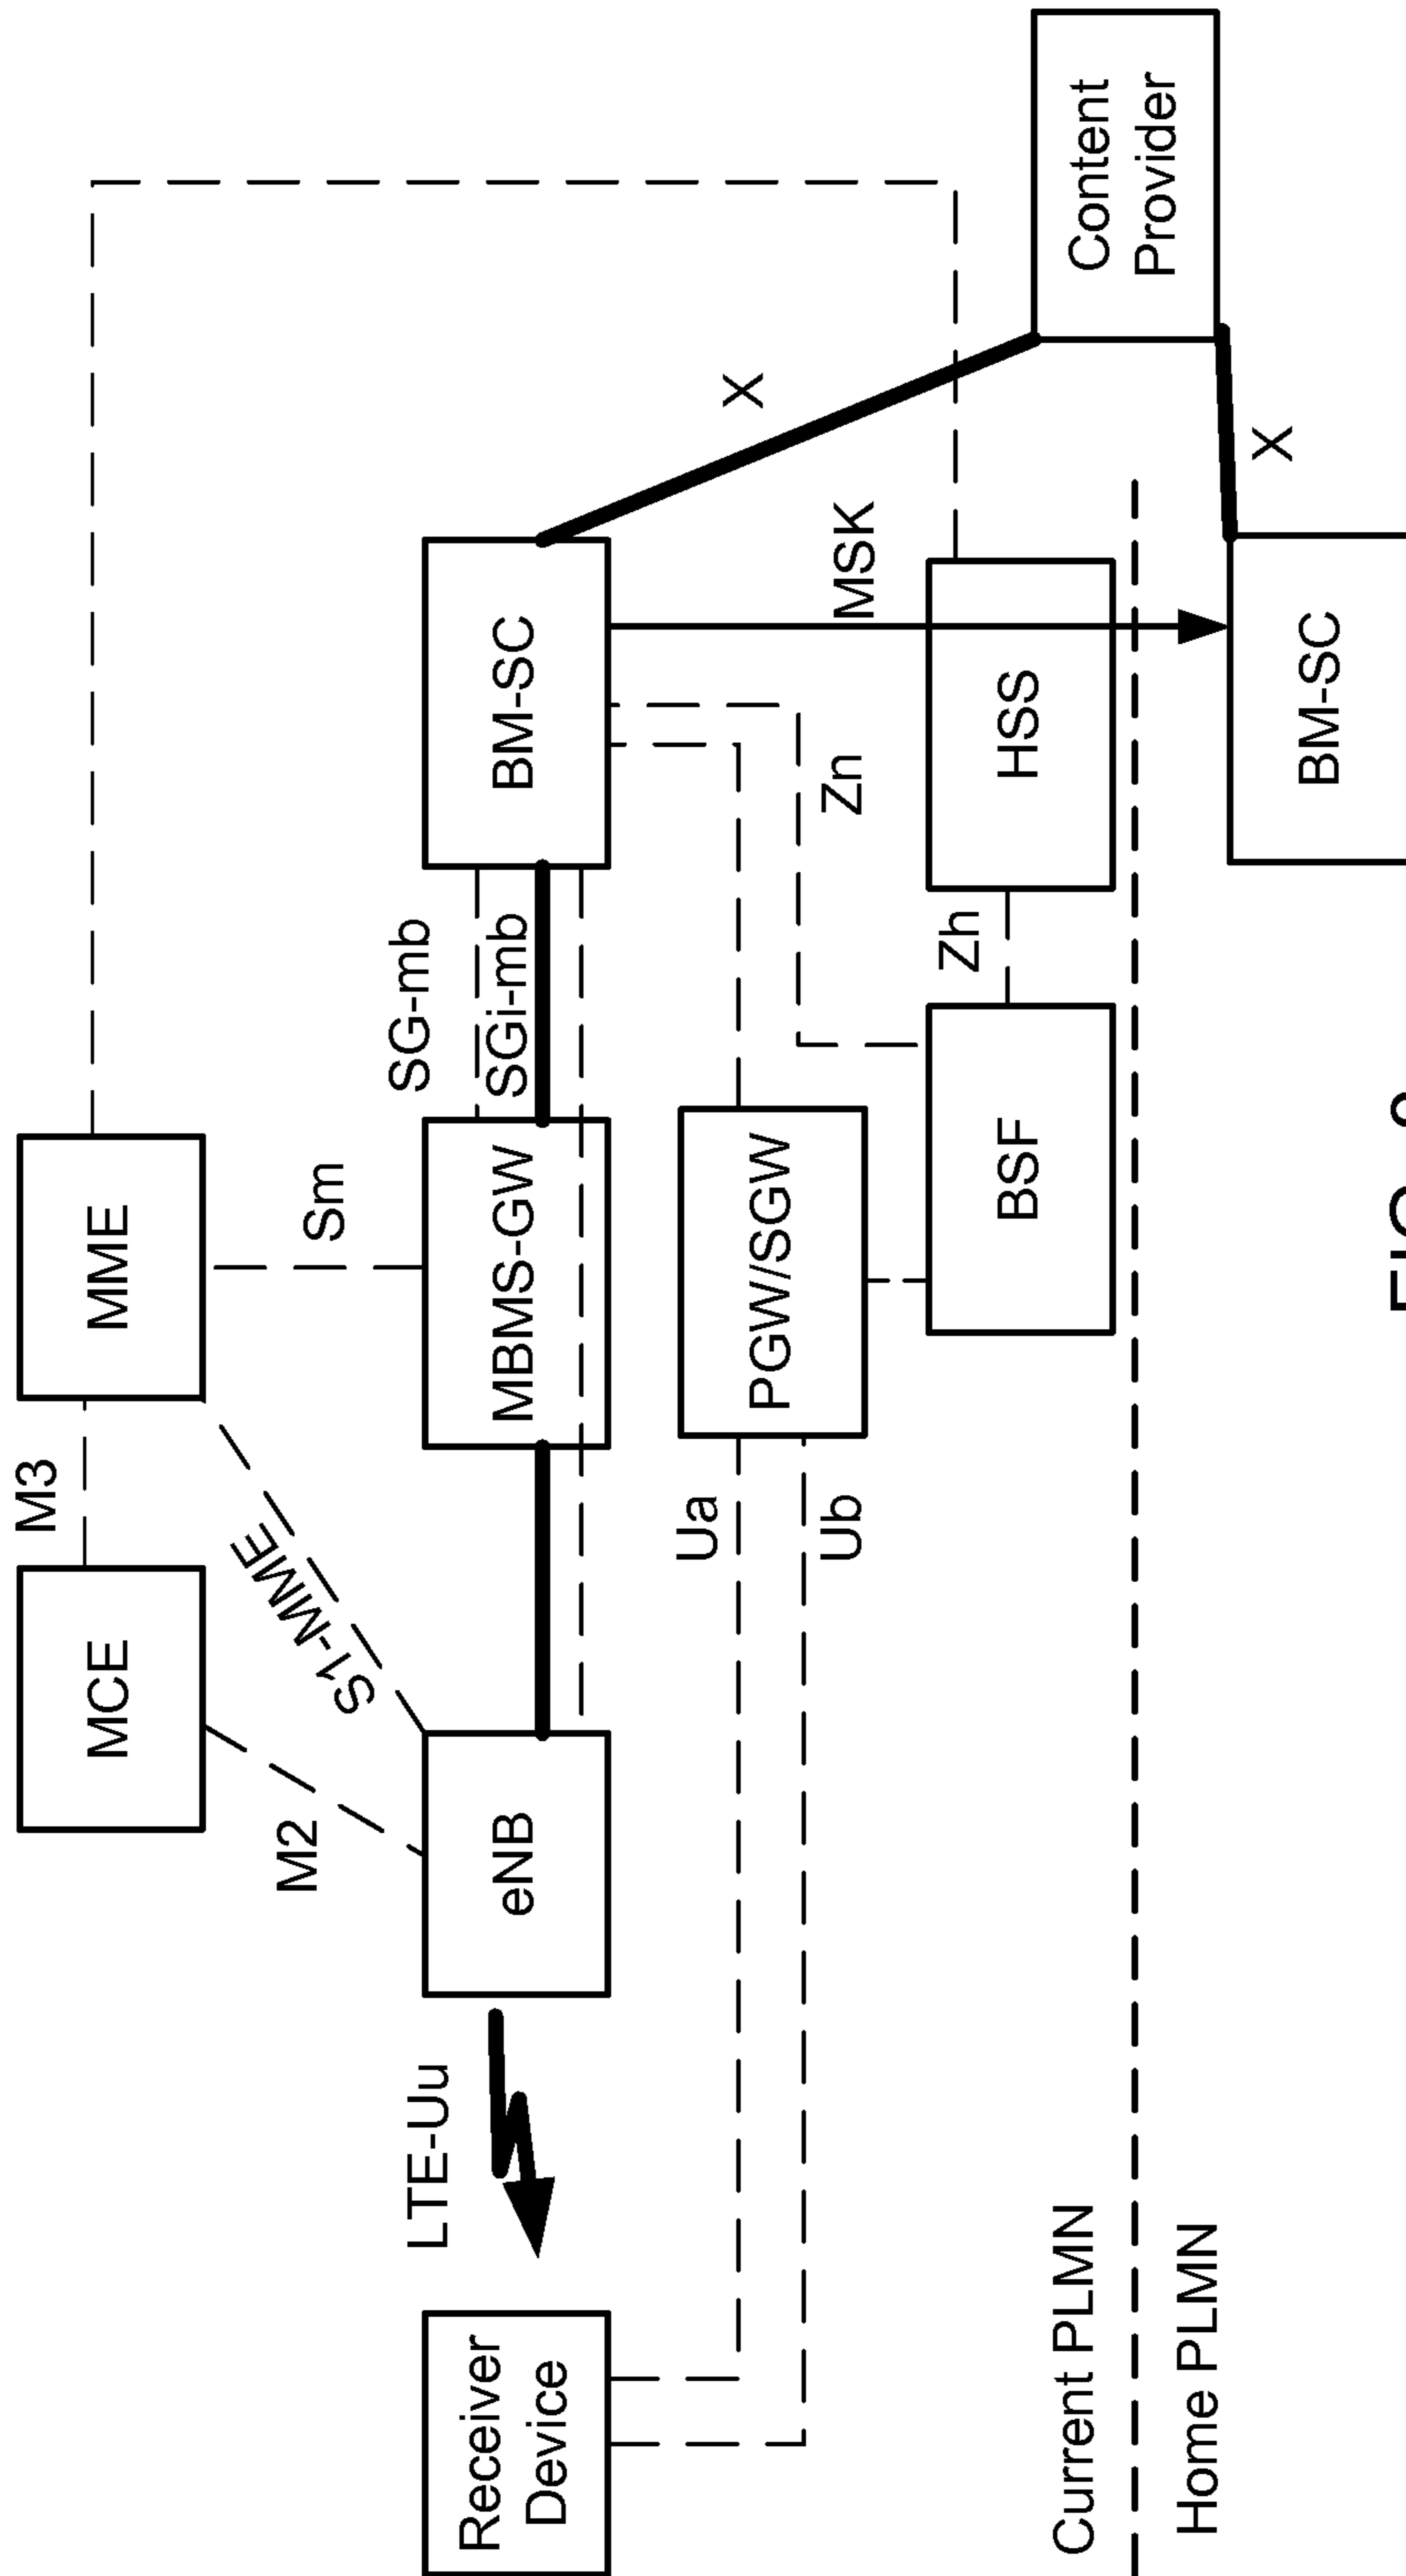 MCE
M3
MME
M2
S1-MME
Sm
LTE-Uu
SG-mb
SGi-mb
Receiver
Device
eNB
MBMS-GW
BM-SC
X
Ua
Ub
PGW/SGW
Zn
MSK
BSF
Zh
HSS
Content
Provider
Current PLMN
Home PLMN
X
BM-SC